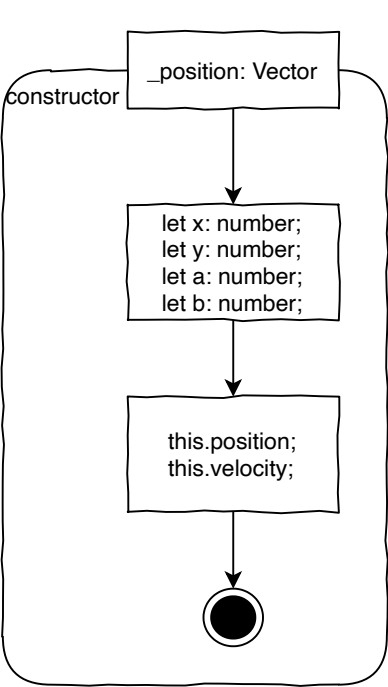 _position: Vector
constructor
let x: number;
let y: number;
let a: number;
let b: number;
this.position;
this.velocity;